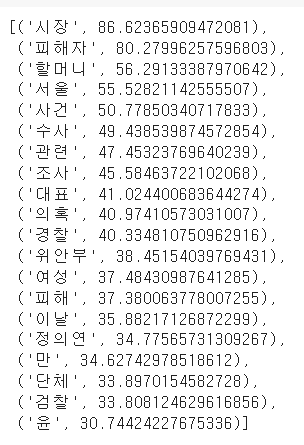 [('시장', 86.62365909472081),
('피해자', 80.27996257596803),
('할머니', 56.29133387970642),
('서울', 55.52821142555507),
('사건', 50.77850340717833),
('수사', 49.438539874572854),
('관련', 47.45323769640239),
('조사', 45.58463722102068),
('대표', 41.024400683644274),
('의혹', 40.97410573031007),
('경찰', 40.334810750962916),
('위안부', 38.45154039769431),
('여성', 37.48430987641285),
('피해', 37.380063778007255),
('이날', 35.88217126872299),
('정의연', 34.77565731309267),
('만', 34.62742978518612),
('단체', 33.8970154582728),
('검찰', 33.808124629616856),
('윤', 30.74424227675336)]